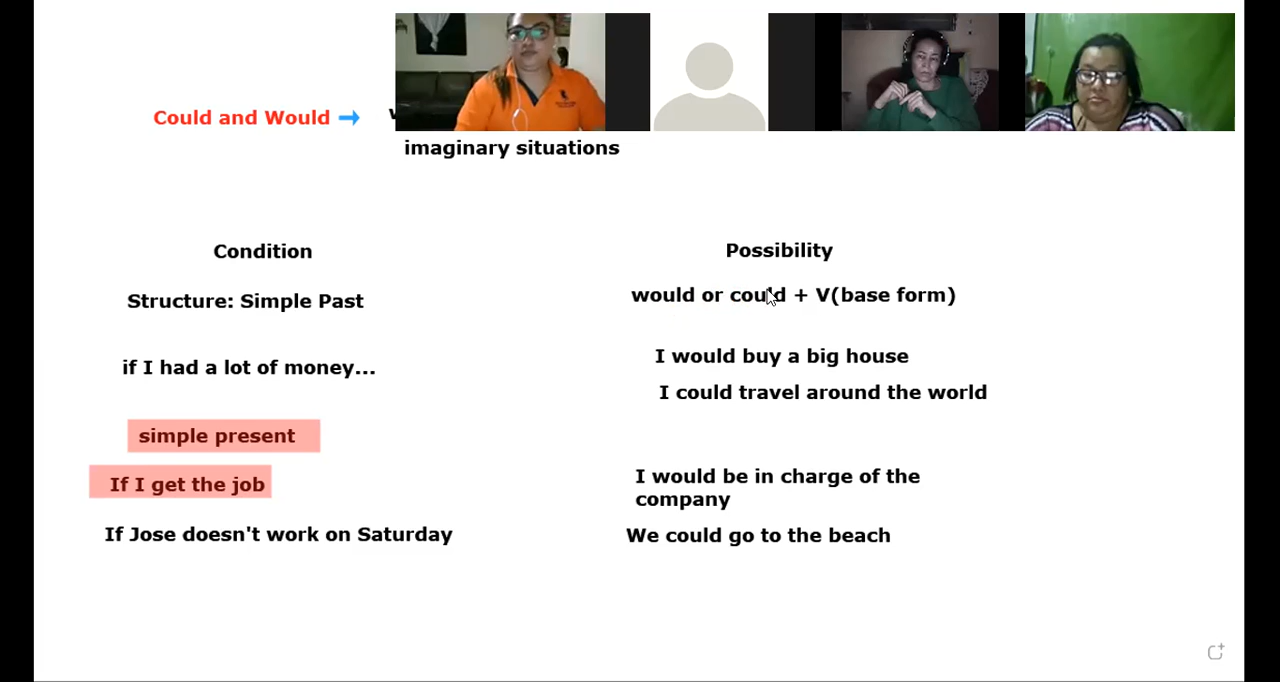 Could and Would
imaginary situations
Condition
Possibility
Structure: Simple Past
would or could + V(base form)
if I had a lot of money...
I would buy a big house
I could travel around the world
simple present
If I get the job
I would be in charge of the
company
If Jose doesn't work on Saturday
We could go to the beach